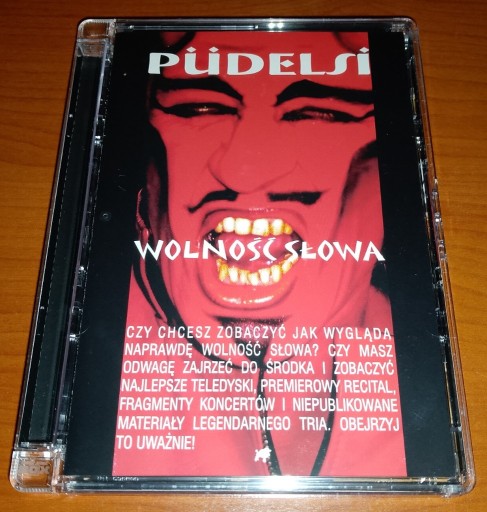 PÜDELSI
WOLNOŚĆ SŁOWA
CZY CHCESZ ZOBACZYĆ JAK WYGLĄDA
NAPRAWDĘ WOLNOŚĆ SŁOWA? CZY MASZ
ODWAGĘ ZAJRZEĆ DO ŚRODKA I ZOBACZYĆ
NAJLEPSZE TELEDYSKI, PREMIEROWY RECITAL,
FRAGMENTY KONCERTÓW I NIEPUBLIKOWANE
MATERIAŁY LEGENDARNEGO TRIA. OBEJRZYJ
TO UWAŻNIE!